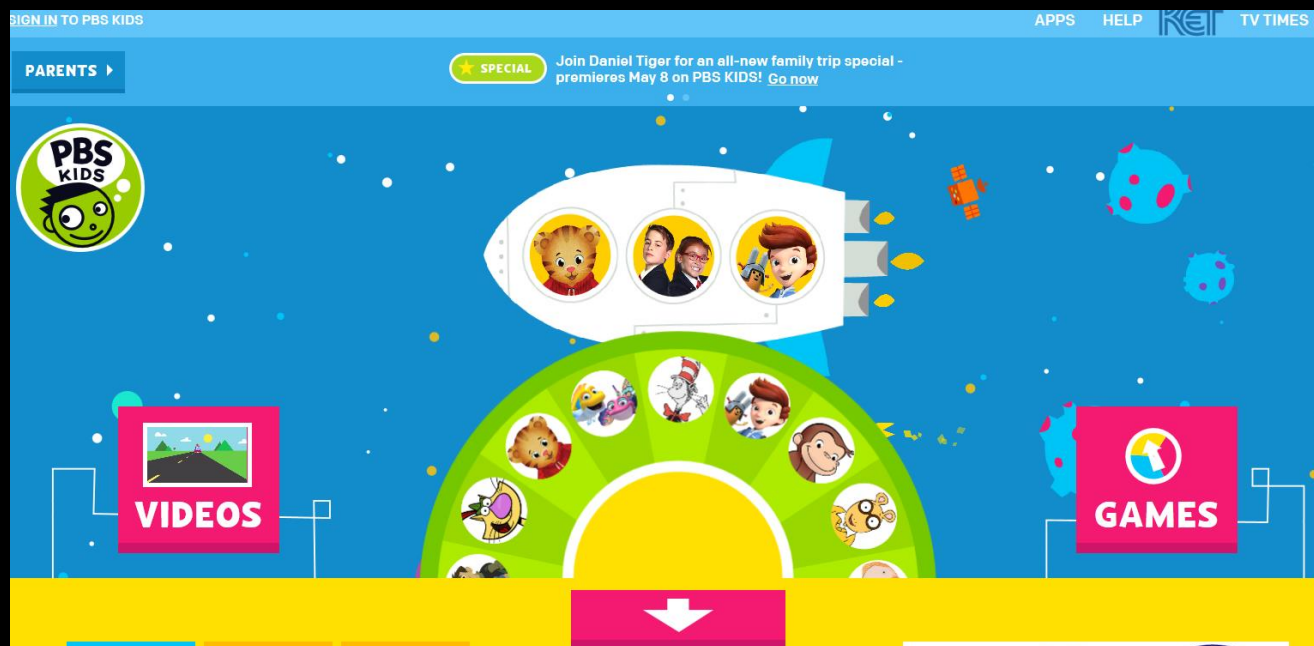 SIGN IN TO PBS KIDS
APPS HELP KET TV TIMES
PARENTS
SPECIAL
Join Daniel Tiger for an all-new family trip special -
premieres May 8 on PBS KIDS! Go now
PBS
KIDS
VIDEOS
GAMES